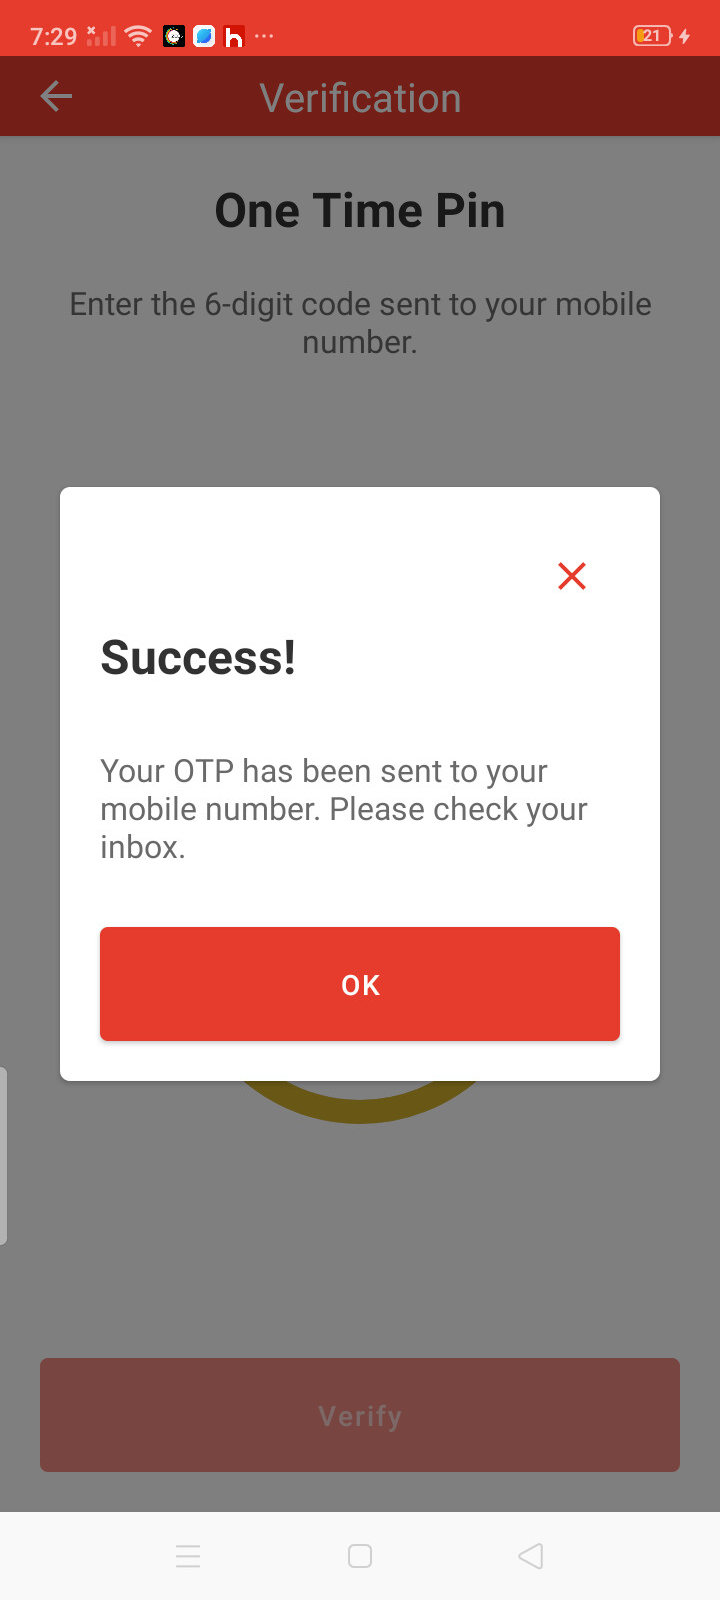 7:29
21
Verification
One Time Pin
Enter the 6-digit code sent to your mobile
number.
Success!
Your OTP has been sent to your
mobile number. Please check your
inbox.
OK
Verify